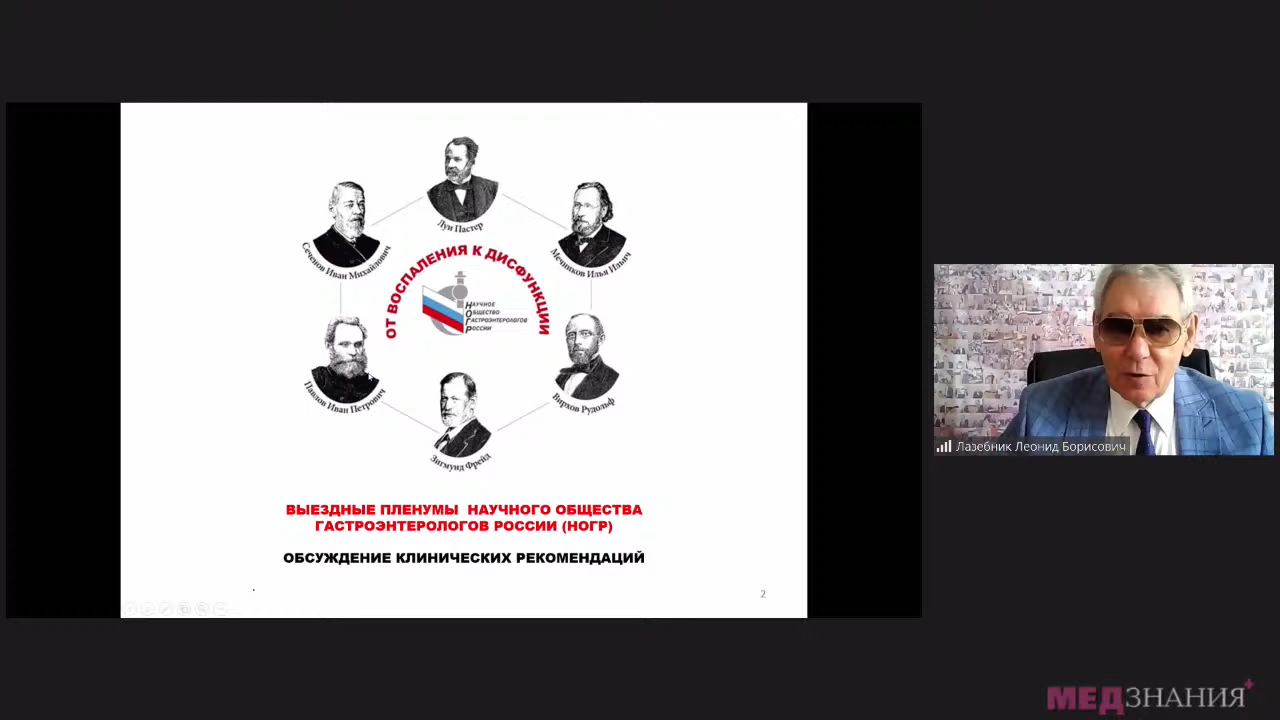 Луи Пастер
Сеченов Иван Михайлович
Мечников Илья Ильич
ОТ ВОСПАЛЕНИЯ К ДИСФУНКЦИИ
НАУЧНОЕ
ОБЩЕСТВО
ГАСТРОЭНТЕРОЛОГОВ
РОССИИ
Павлов Иван Петрович
Вирхов Рудольф
Зигмунд Фрейд
ВЫЕЗДНЫЕ ПЛЕНУМЫ НАУЧНОГО ОБЩЕСТВА
ГАСТРОЭНТЕРОЛОГОВ РОССИИ (НОГР)
ОБСУЖДЕНИЕ КЛИНИЧЕСКИХ РЕКОМЕНДАЦИЙ
2
Лазебник Леонид Борисович
МЕДЗНАНИЯ+